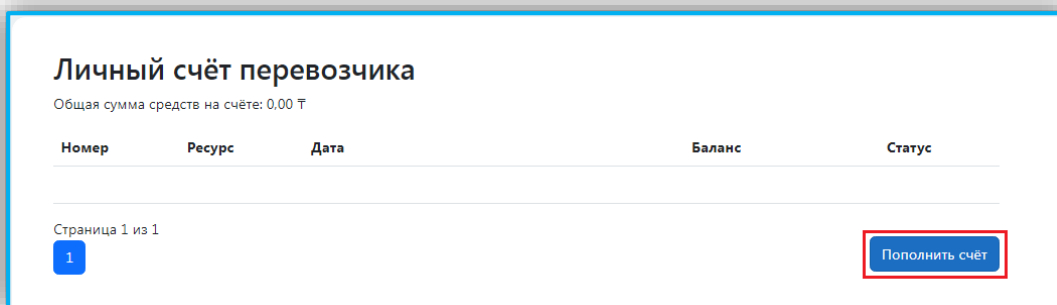 Личный счёт перевозчика
Общая сумма средств на счёте: 0,00 ₸
Номер Ресурс Дата Баланс Статус
Страница 1 из 1
1
Пополнить счёт